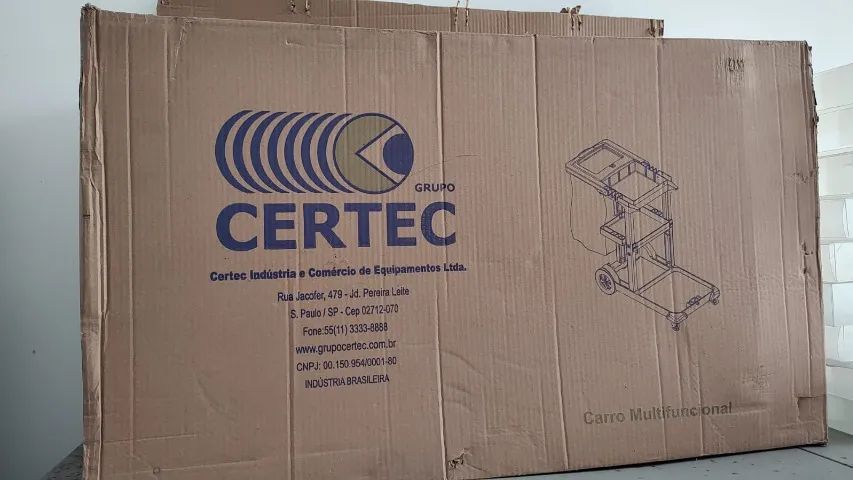 GRUPO
CERTEC
Certec Indústria e Comércio de Equipamentos Ltda.
Rua Jacofer, 479 - Jd. Pereira Leite
S. Paulo / SP - Cep 02712-070
Fone:55(11) 3333-8888
www.grupocertec.com.br
CNPJ: 00.150.954/0001-80
INDÚSTRIA BRASILEIRA
Carro Multifuncional